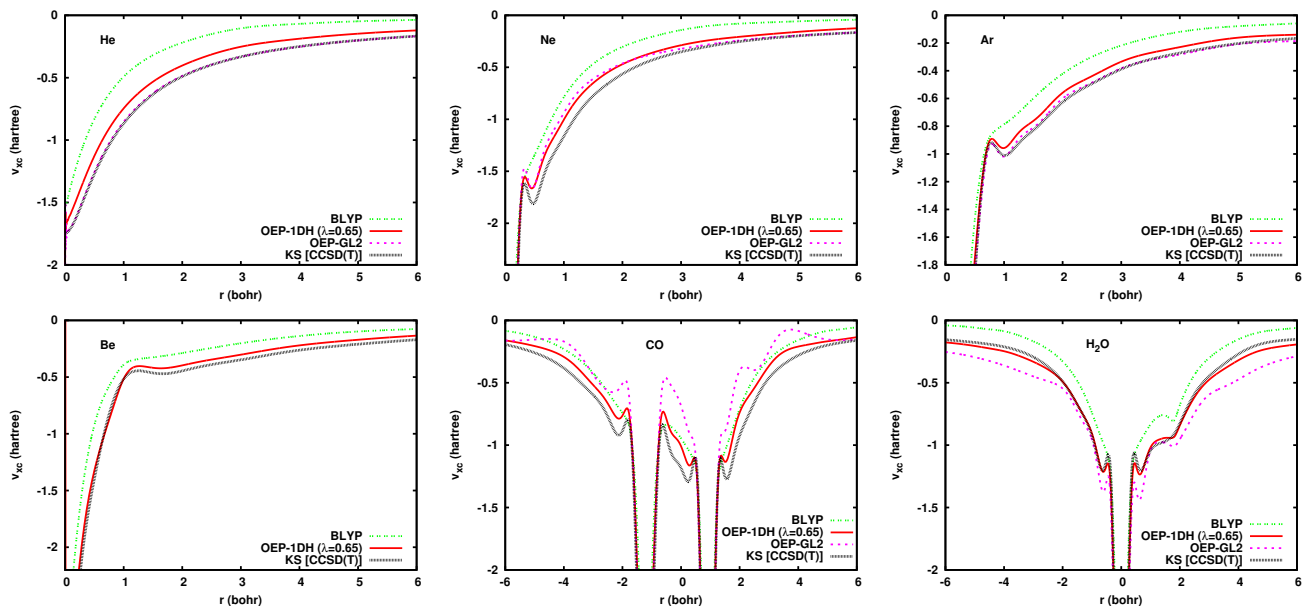 He
v_xc (hartree)
0
-0.5
-1
-1.5
-2
BLYP
OEP-1DH (λ=0.65)
OEP-GL2
KS [CCSD(T)]
0 1 2 3 4 5 6
r (bohr)
Ne
v_xc (hartree)
0
-0.5
-1
-1.5
-2
BLYP
OEP-1DH (λ=0.65)
OEP-GL2
KS [CCSD(T)]
0 1 2 3 4 5 6
r (bohr)
Ar
v_xc (hartree)
0
-0.2
-0.4
-0.6
-0.8
-1
-1.2
-1.4
-1.6
-1.8
BLYP
OEP-1DH (λ=0.65)
OEP-GL2
KS [CCSD(T)]
0 1 2 3 4 5 6
r (bohr)
Be
v_xc (hartree)
0
-0.5
-1
-1.5
-2
BLYP
OEP-1DH (λ=0.65)
KS [CCSD(T)]
0 1 2 3 4 5 6
r (bohr)
CO
v_xc (hartree)
0
-0.5
-1
-1.5
-2
BLYP
OEP-1DH (λ=0.65)
OEP-GL2
KS [CCSD(T)]
-6 -4 -2 0 2 4 6
r (bohr)
H₂O
v_xc (hartree)
0
-0.5
-1
-1.5
-2
BLYP
OEP-1DH (λ=0.65)
OEP-GL2
KS [CCSD(T)]
-6 -4 -2 0 2 4 6
r (bohr)